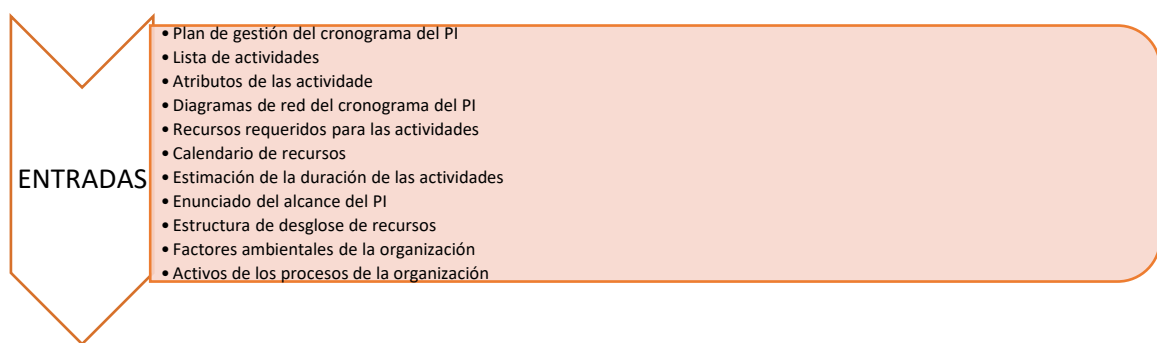 ENTRADAS
• Plan de gestión del cronograma del PI
• Lista de actividades
• Atributos de las actividade
• Diagramas de red del cronograma del PI
• Recursos requeridos para las actividades
• Calendario de recursos
• Estimación de la duración de las actividades
• Enunciado del alcance del PI
• Estructura de desglose de recursos
• Factores ambientales de la organización
• Activos de los procesos de la organización